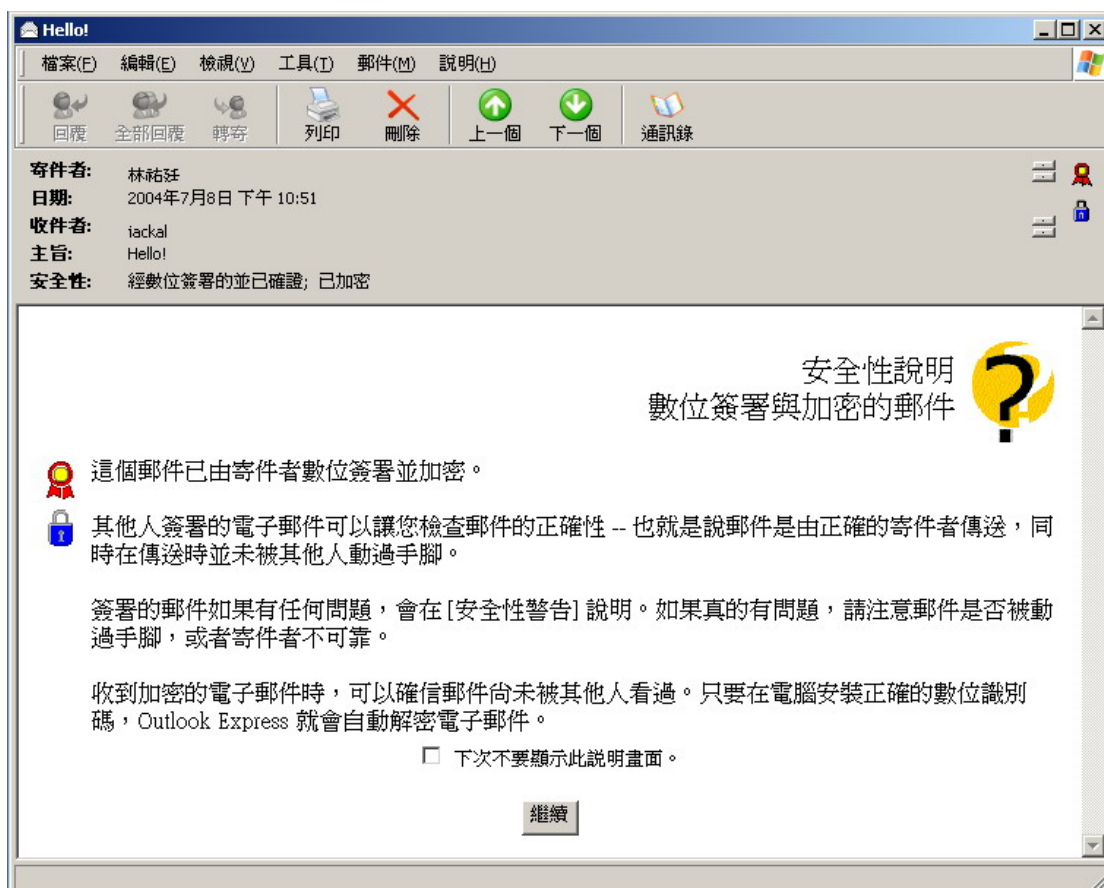 Hello!
檔案(F) 編輯(E) 檢視(V) 工具(T) 郵件(M) 說明(H)
回覆 全部回覆 轉寄 列印 刪除 上一個 下一個 通訊錄
寄件者: 林祐廷
日期: 2004年7月8日 下午 10:51
收件者: jackal
主旨: Hello!
安全性: 經數位簽署的並已確證; 已加密
安全性說明
數位簽署與加密的郵件
這個郵件已由寄件者數位簽署並加密。
其他人簽署的電子郵件可以讓您檢查郵件的正確性 -- 也就是說郵件是由正確的寄件者傳送，同
時在傳送時並未被其他人動過手腳。
簽署的郵件如果有任何問題，會在 [安全性警告] 說明。如果真的有問題，請注意郵件是否被動
過手腳，或者寄件者不可靠。
收到加密的電子郵件時，可以確信郵件尚未被其他人看過。只要在電腦安裝正確的數位識別
碼，Outlook Express 就會自動解密電子郵件。
下次不要顯示此說明畫面。
繼續